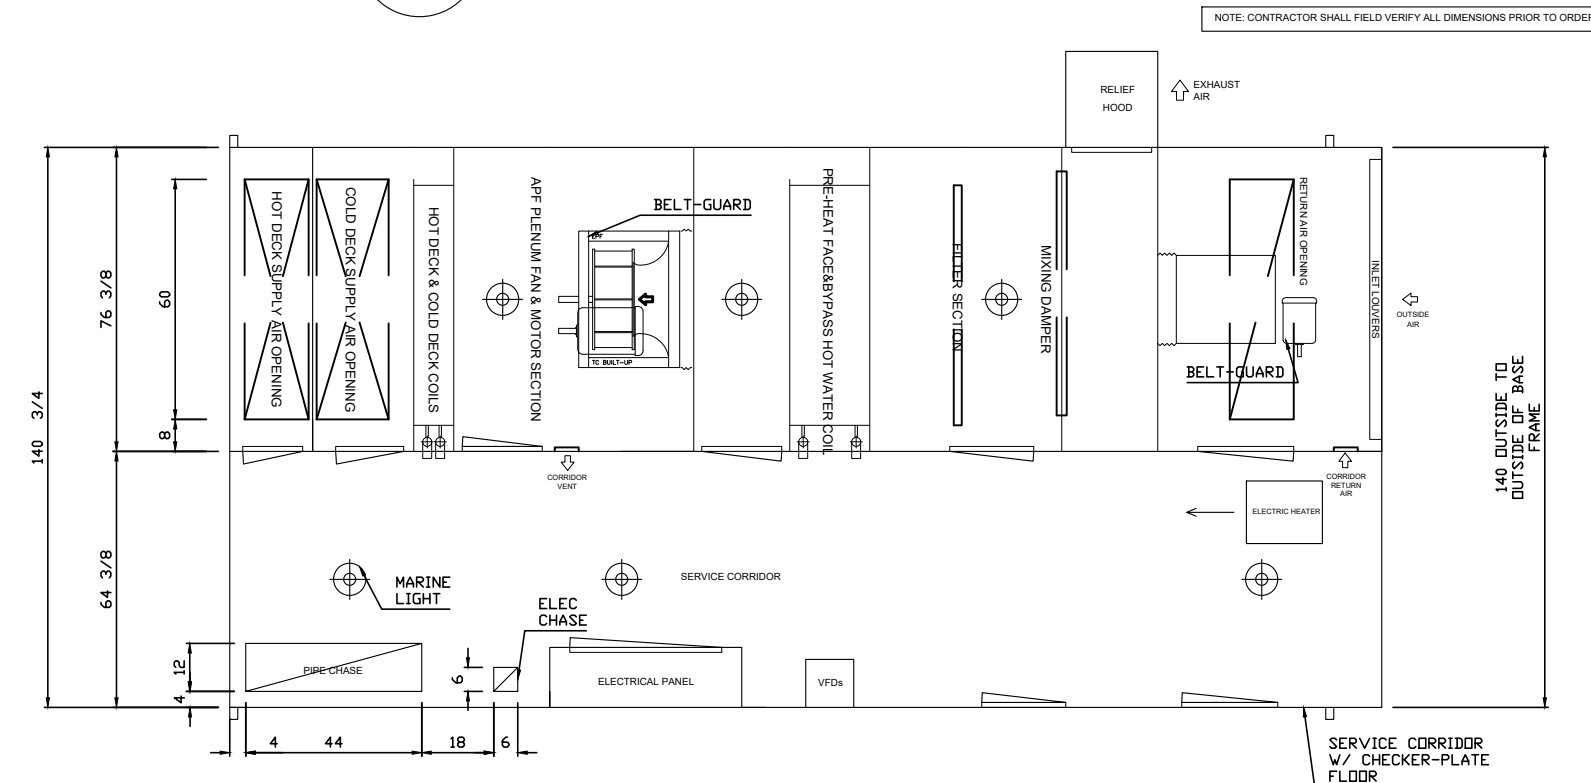 NOTE: CONTRACTOR SHALL FIELD VERIFY ALL DIMENSIONS PRIOR TO
RELIEF
HOOD
EXHAUST
AIR
HOT DECK SUPPLY AIR OPENING
COLD DECK SUPPLY AIR OPENING
HOT DECK & COLD DECK COILS
APF PLENUM FAN & MOTOR SECTION
BELT-GUARD
TC BUILT-UP
PRE-HEAT FACE&BYPASS HOT WATER COIL
FILTER SECTION
MIXING DAMPER
BELT-GUARD
RETURN AIR OPENING
INLET LOUVERS
OUTSIDE
AIR
140 3/4
76 3/8
60
8
64 3/8
140 OUTSIDE TO
OUTSIDE OF BASE
FRAME
CORRIDOR
VENT
CORRIDOR
RETURN
AIR
ELECTRIC HEATER
MARINE
LIGHT
SERVICE CORRIDOR
ELEC
CHASE
12
4
PIPE CHASE
6
ELECTRICAL PANEL
VFDs
4
44
18
6
SERVICE CORRIDOR
W/ CHECKER-PLATE
FLOOR